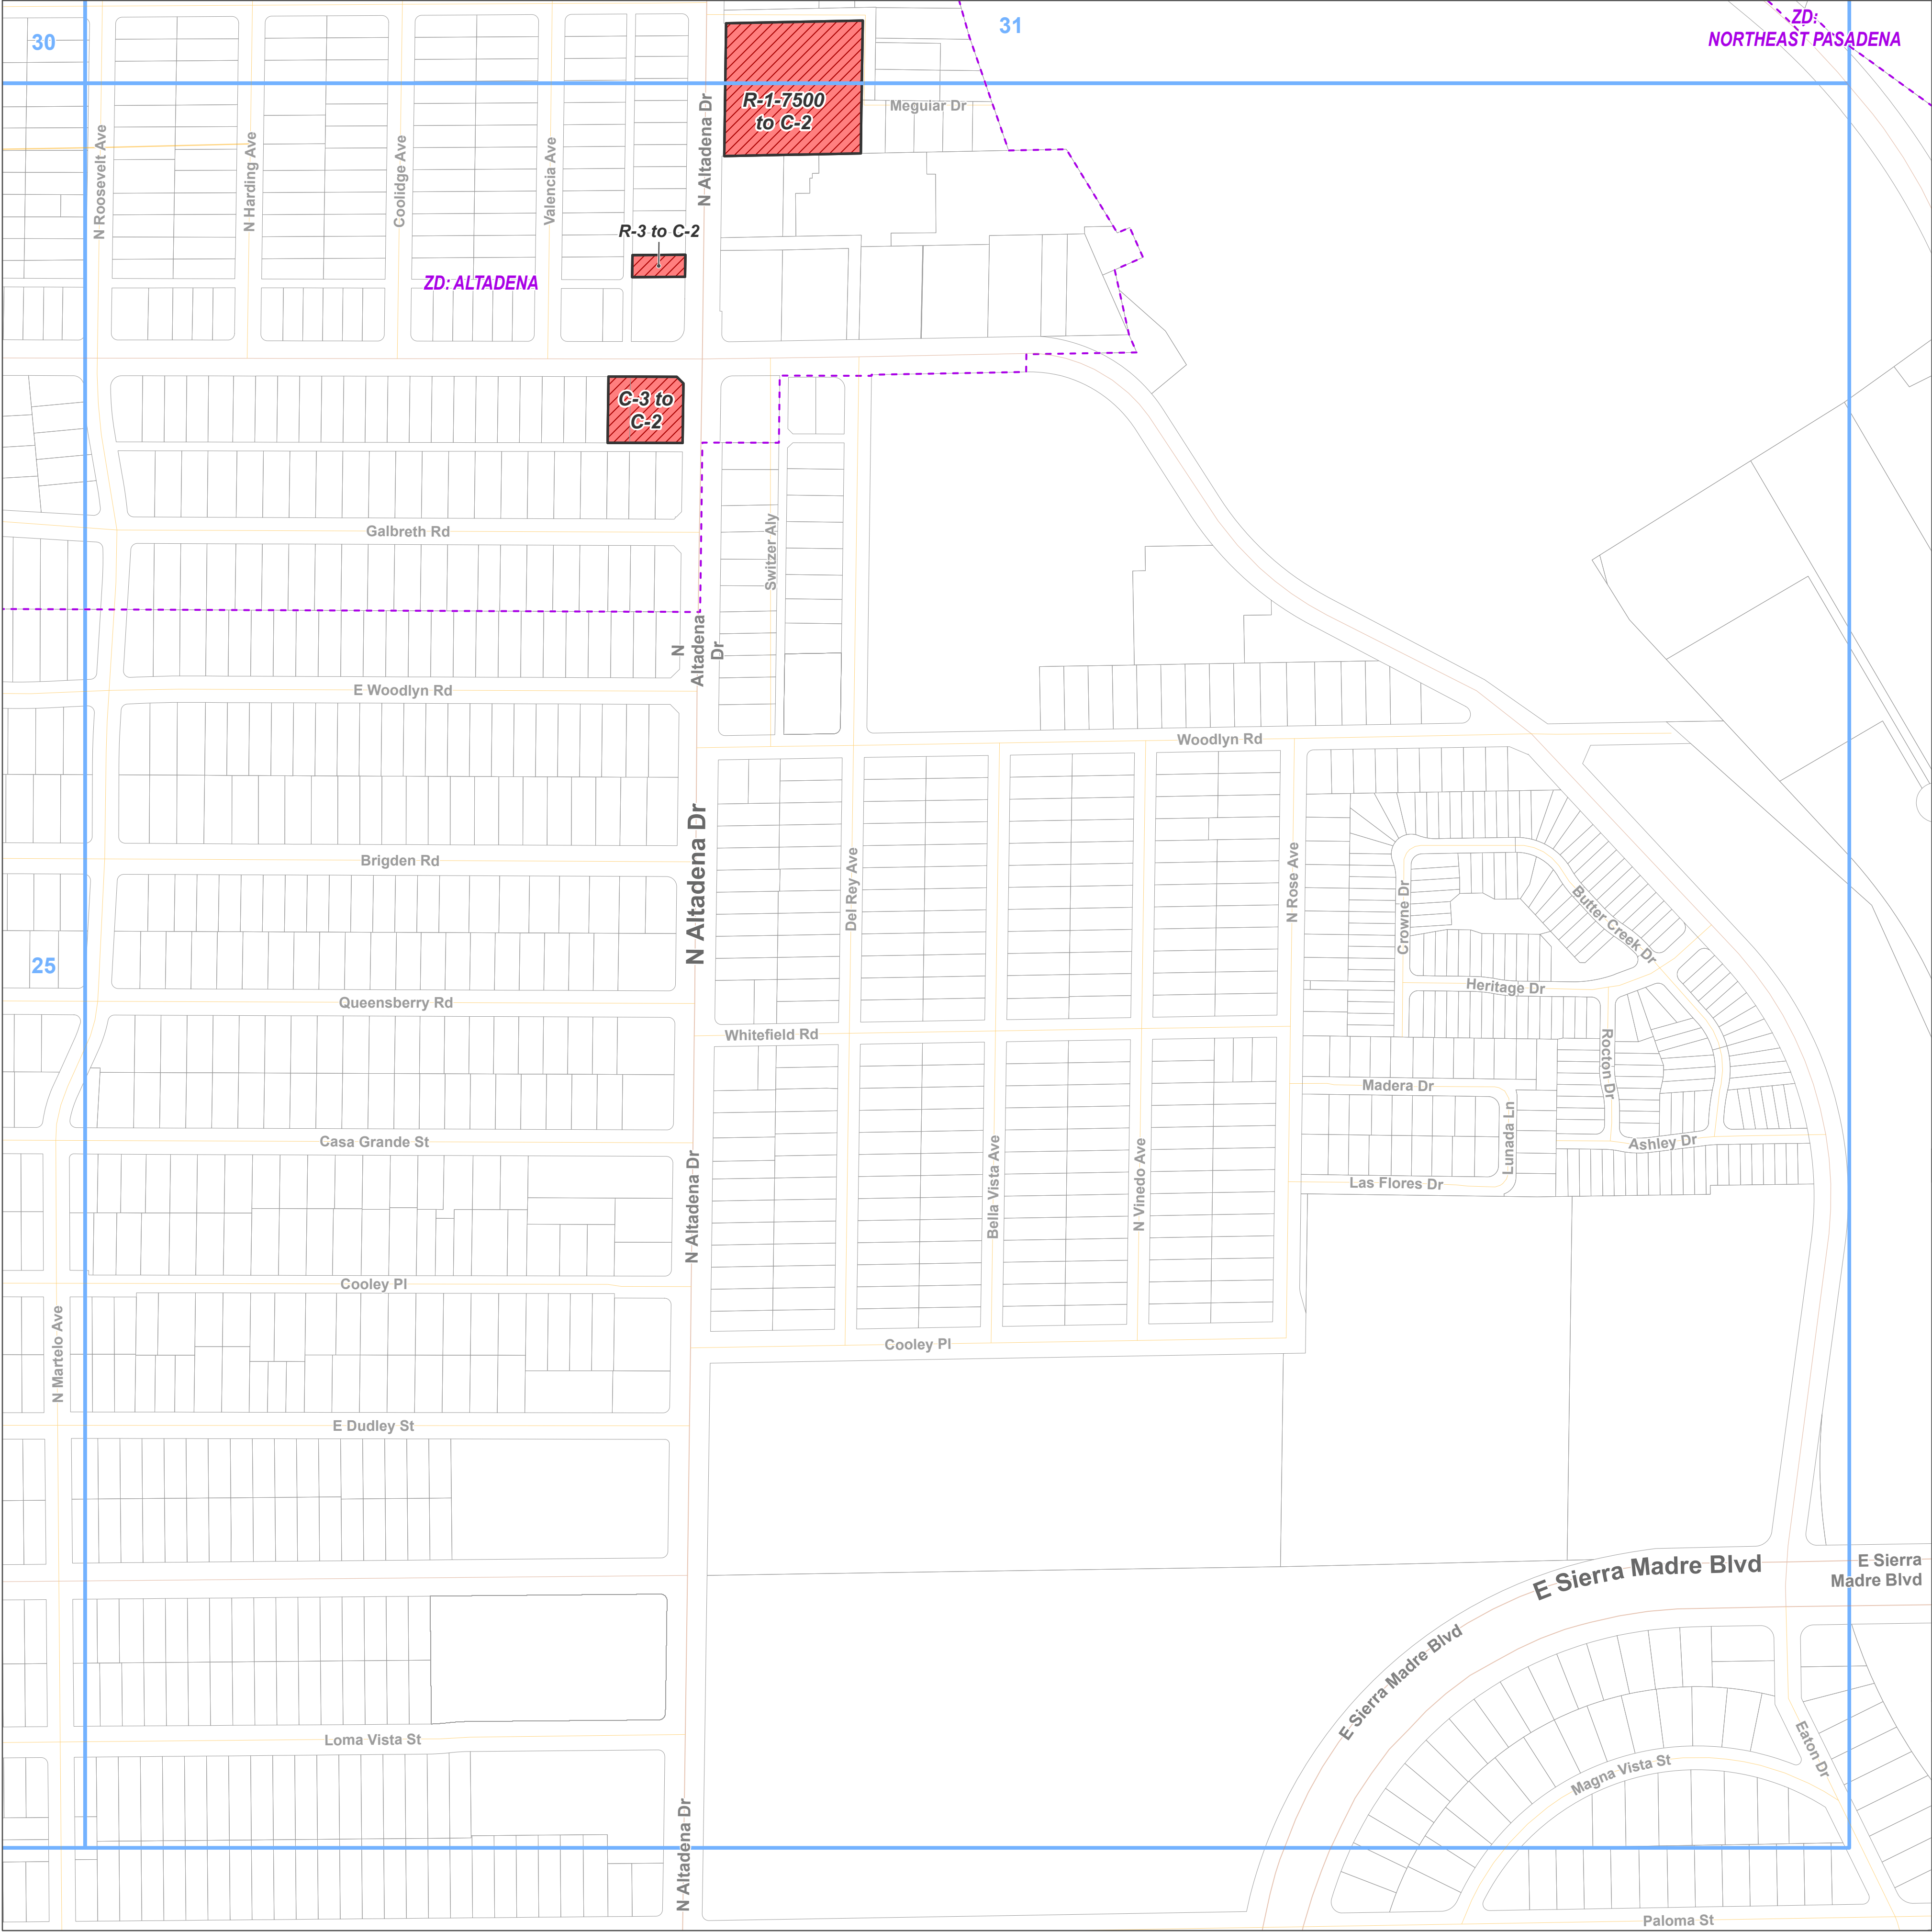 30
31
ZD:
NORTHEAST PASADENA
R-1-7500
to C-2
Meguiar Dr
N Roosevelt Ave
N Harding Ave
Coolidge Ave
Valencia Ave
N Altadena Dr
R-3 to C-2
ZD: ALTADENA
C-3 to
C-2
Galbreth Rd
Switzer Aly
N
Altadena
Dr
E Woodlyn Rd
Woodlyn Rd
N Altadena Dr
Brigden Rd
Del Rey Ave
N Rose Ave
Crowne Dr
Butter Creek Dr
25
Queensberry Rd
Heritage Dr
Whitefield Rd
Rocton Dr
Madera Dr
Lunada Ln
Casa Grande St
Ashley Dr
Las Flores Dr
N Altadena Dr
Bella Vista Ave
N Vinedo Ave
Cooley Pl
N Martelo Ave
Cooley Pl
E Dudley St
E Sierra Madre Blvd
E Sierra
Madre Blvd
E Sierra Madre Blvd
Loma Vista St
Eaton Dr
Magna Vista St
N Altadena Dr
Paloma St